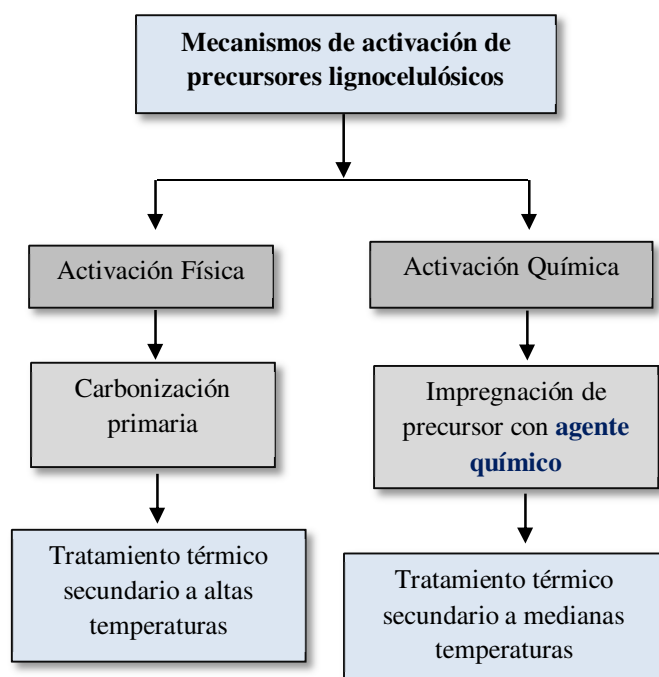 Mecanismos de activación de
precursores lignocelulósicos
Activación Física
Activación Química
Carbonización
primaria
Impregnación de
precursor con agente
químico
Tratamiento térmico
secundario a altas
temperaturas
Tratamiento térmico
secundario a medianas
temperaturas